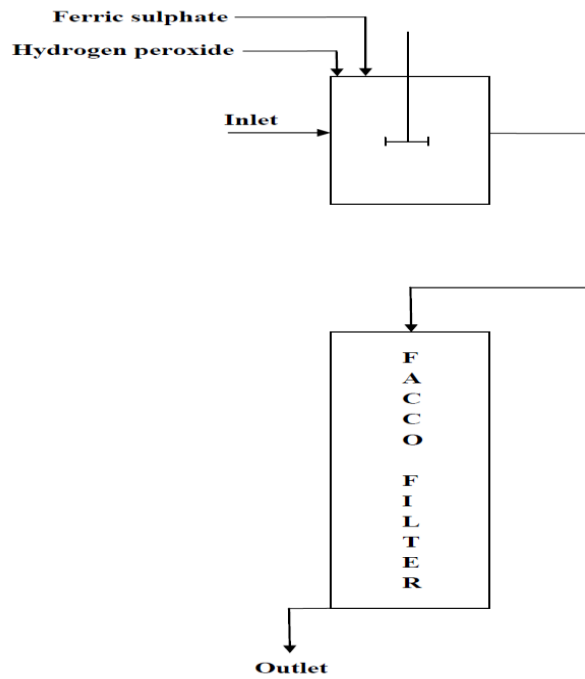 Ferric sulphate
Hydrogen peroxide
Inlet
F
A
C
C
O
F
I
L
T
E
R
Outlet